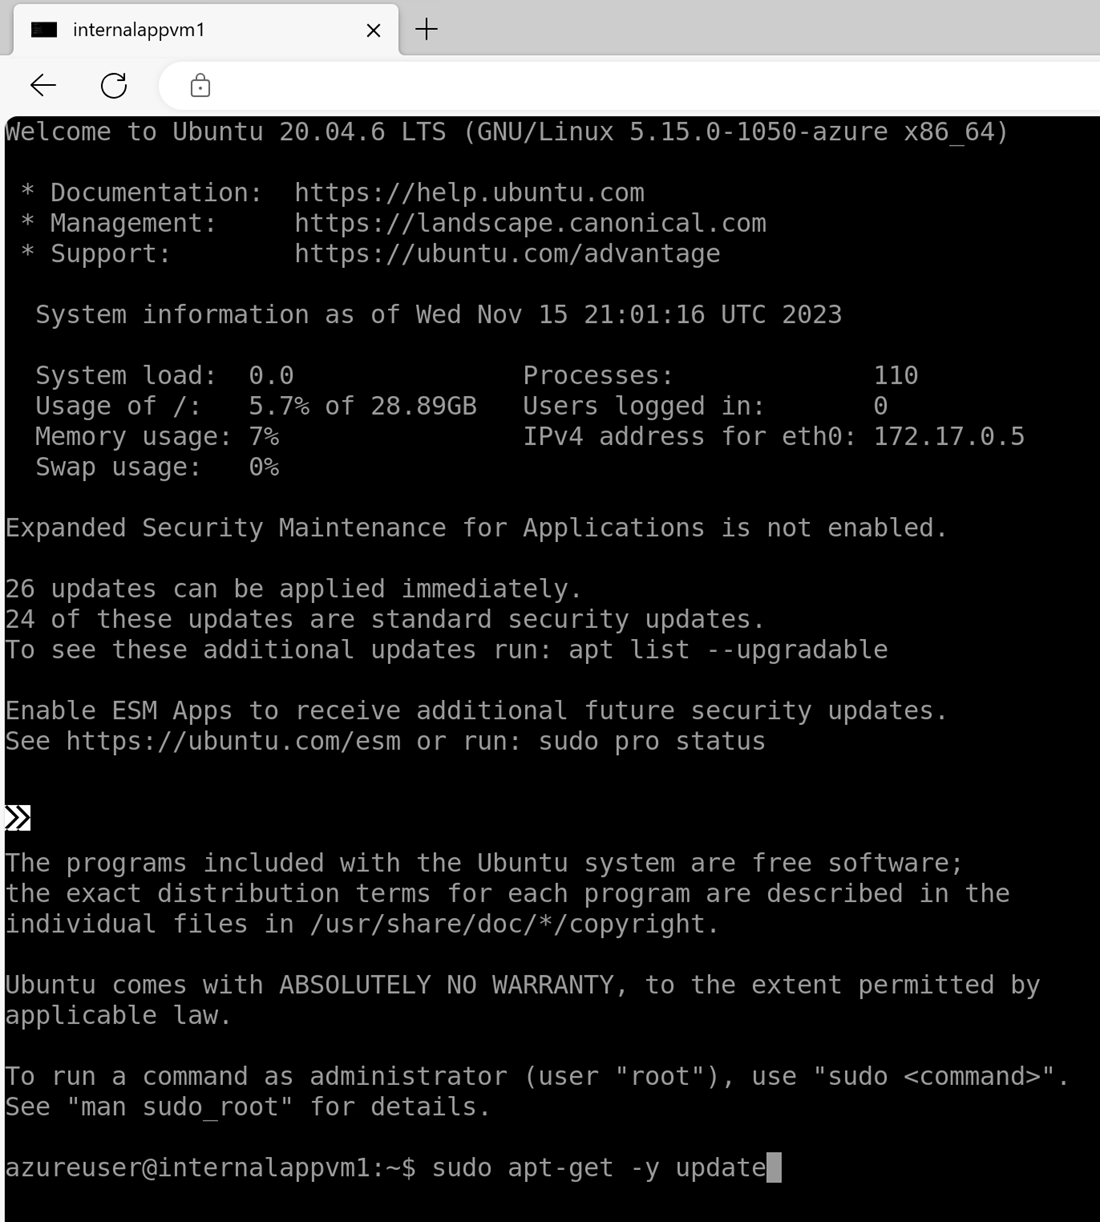 internalappvm1
Welcome to Ubuntu 20.04.6 LTS (GNU/Linux 5.15.0-1050-azure x86_64)
* Documentation:  https://help.ubuntu.com
* Management:     https://landscape.canonical.com
* Support:        https://ubuntu.com/advantage
System information as of Wed Nov 15 21:01:16 UTC 2023
System load:  0.0               Processes:             110
Usage of /:   5.7% of 28.89GB   Users logged in:       0
Memory usage: 7%                IPv4 address for eth0: 172.17.0.5
Swap usage:   0%
Expanded Security Maintenance for Applications is not enabled.
26 updates can be applied immediately.
24 of these updates are standard security updates.
To see these additional updates run: apt list --upgradable
Enable ESM Apps to receive additional future security updates.
See https://ubuntu.com/esm or run: sudo pro status
The programs included with the Ubuntu system are free software;
the exact distribution terms for each program are described in the
individual files in /usr/share/doc/*/copyright.
Ubuntu comes with ABSOLUTELY NO WARRANTY, to the extent permitted by
applicable law.
To run a command as administrator (user "root"), use "sudo <command>".
See "man sudo_root" for details.
azureuser@internalappvm1:~$ sudo apt-get -y update